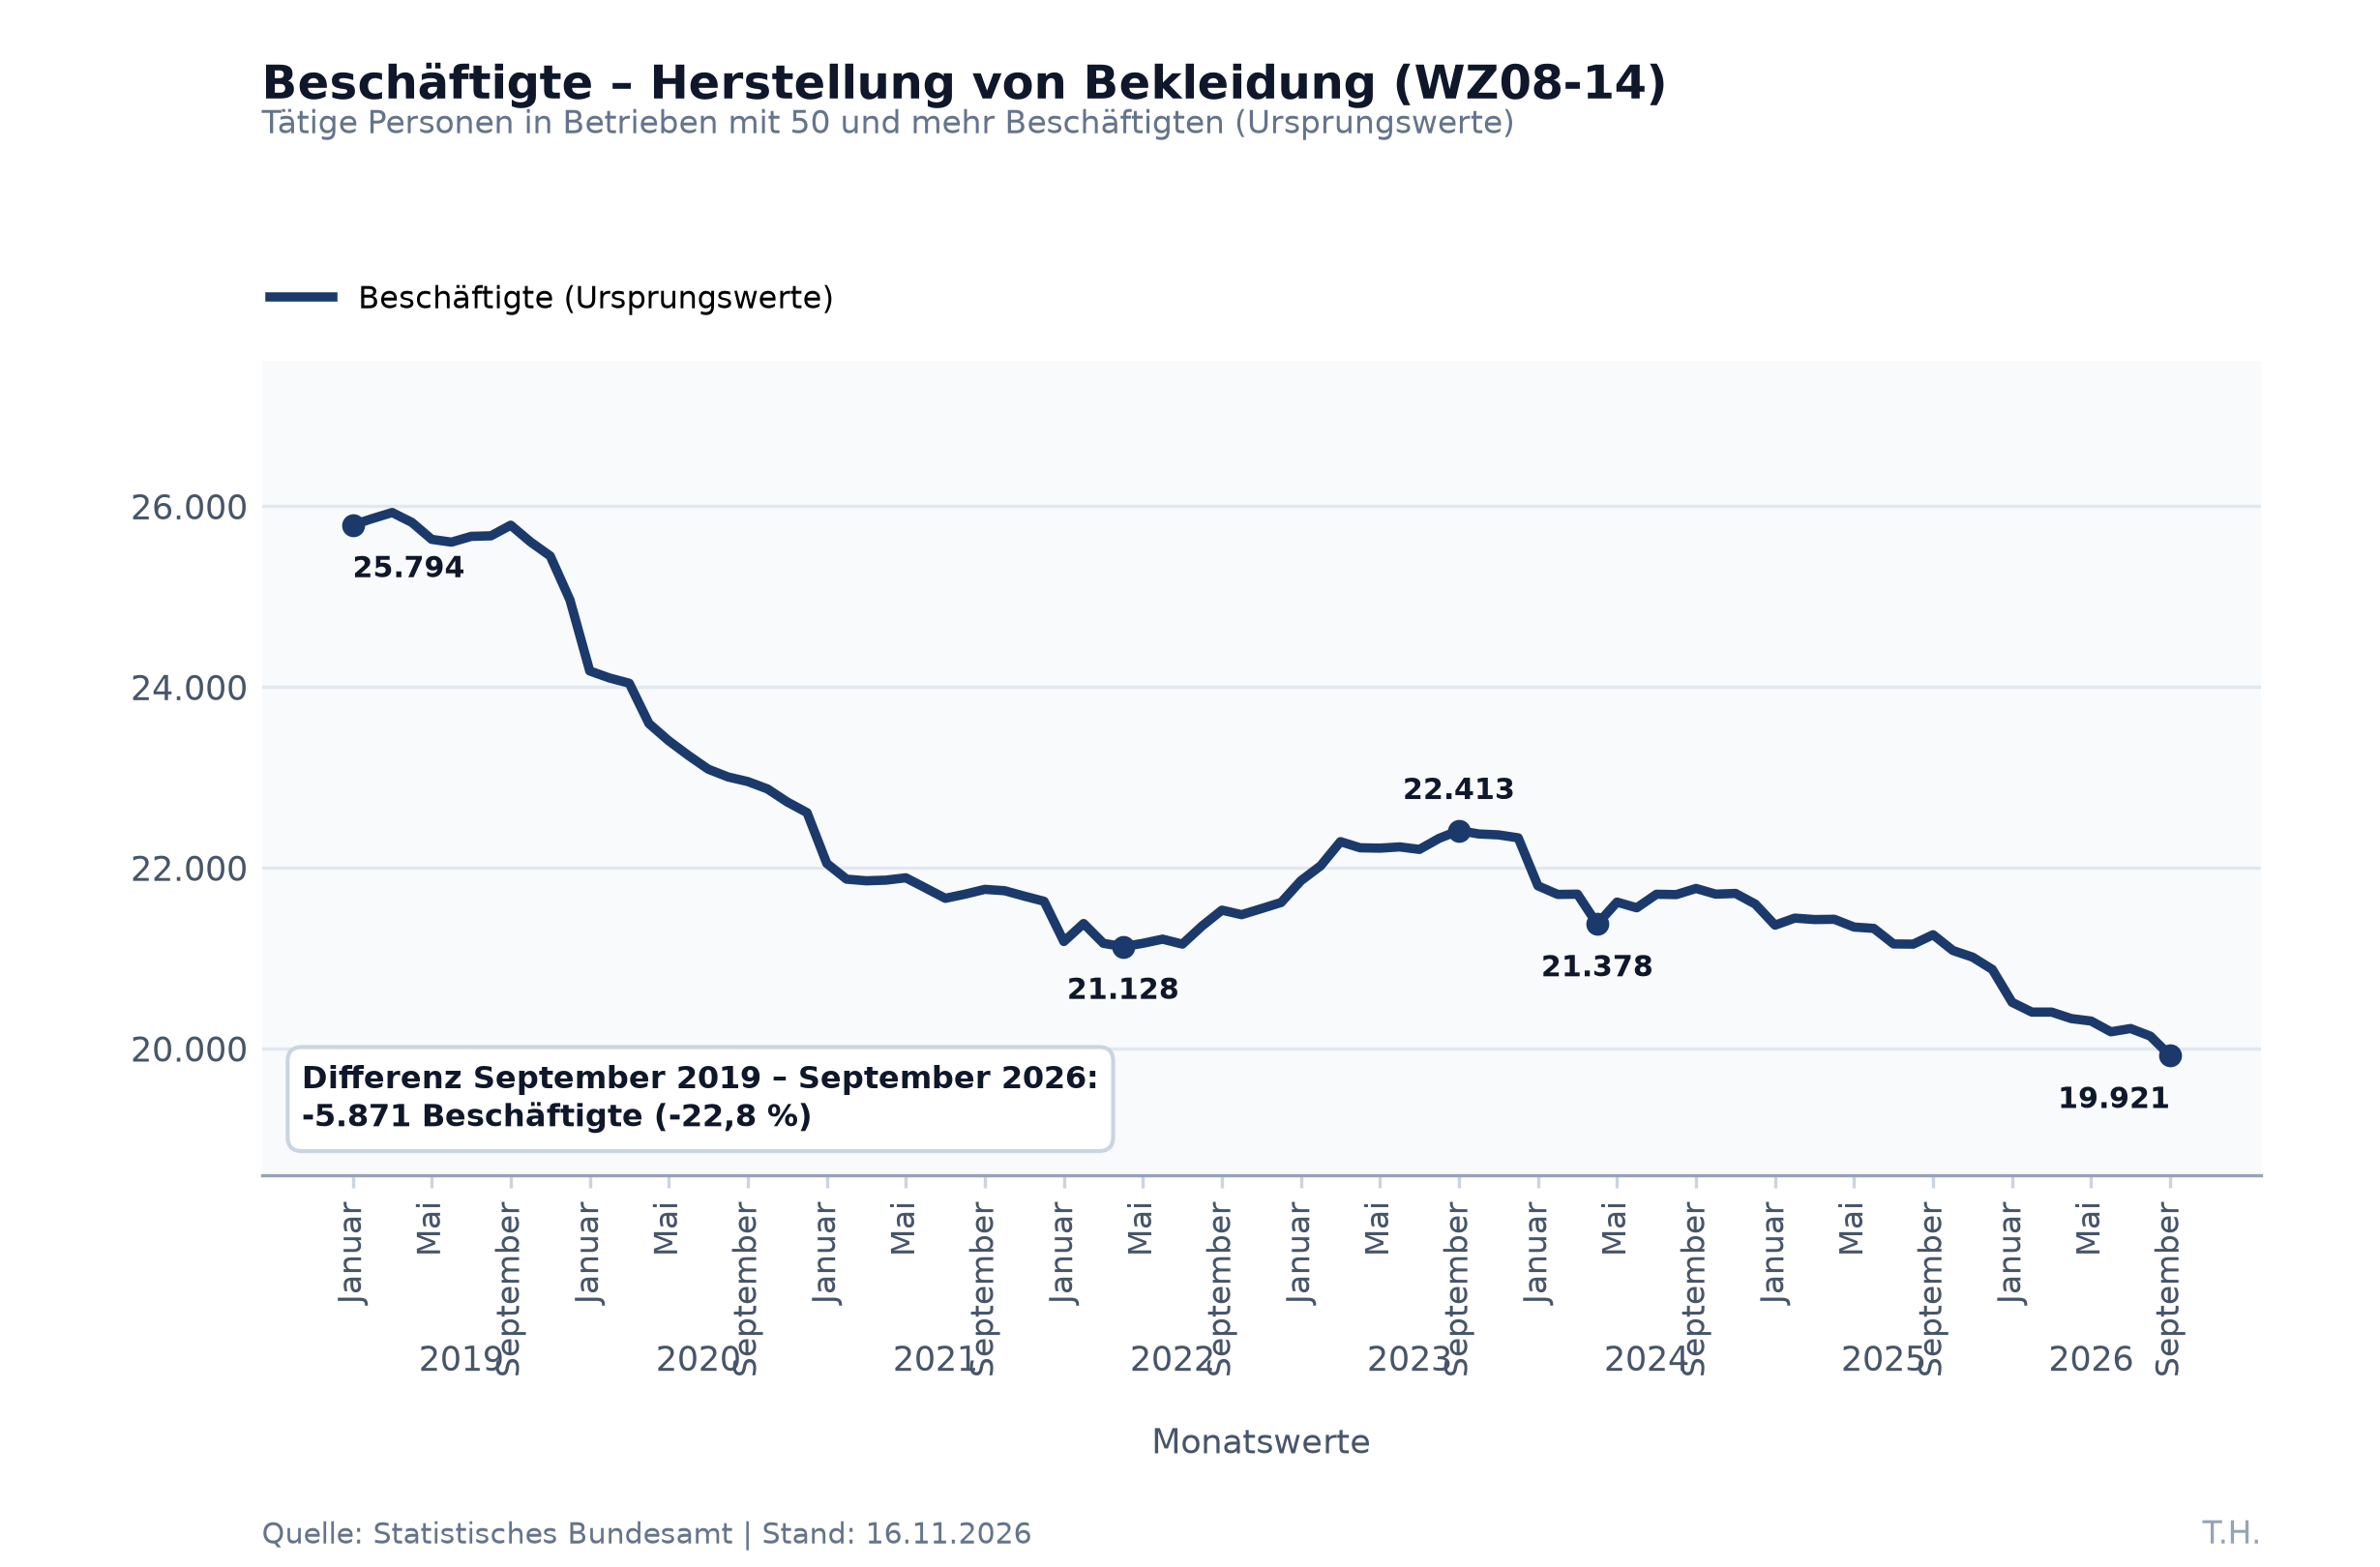 Beschäftigte – Herstellung von Bekleidung (WZ08-14)
Tätige Personen in Betrieben mit 50 und mehr Beschäftigten (Ursprungswerte)
Beschäftigte (Ursprungswerte)
26.000
24.000
22.000
20.000
25.794
21.128
22.413
21.378
19.921
Differenz September 2019 – September 2026:
-5.871 Beschäftigte (-22,8 %)
Januar Mai September Januar Mai September Januar Mai September Januar Mai September Januar Mai September Januar Mai September Januar Mai September Januar Mai September
2019 2020 2021 2022 2023 2024 2025 2026
Monatswerte
Quelle: Statistisches Bundesamt | Stand: 16.11.2026
T.H.